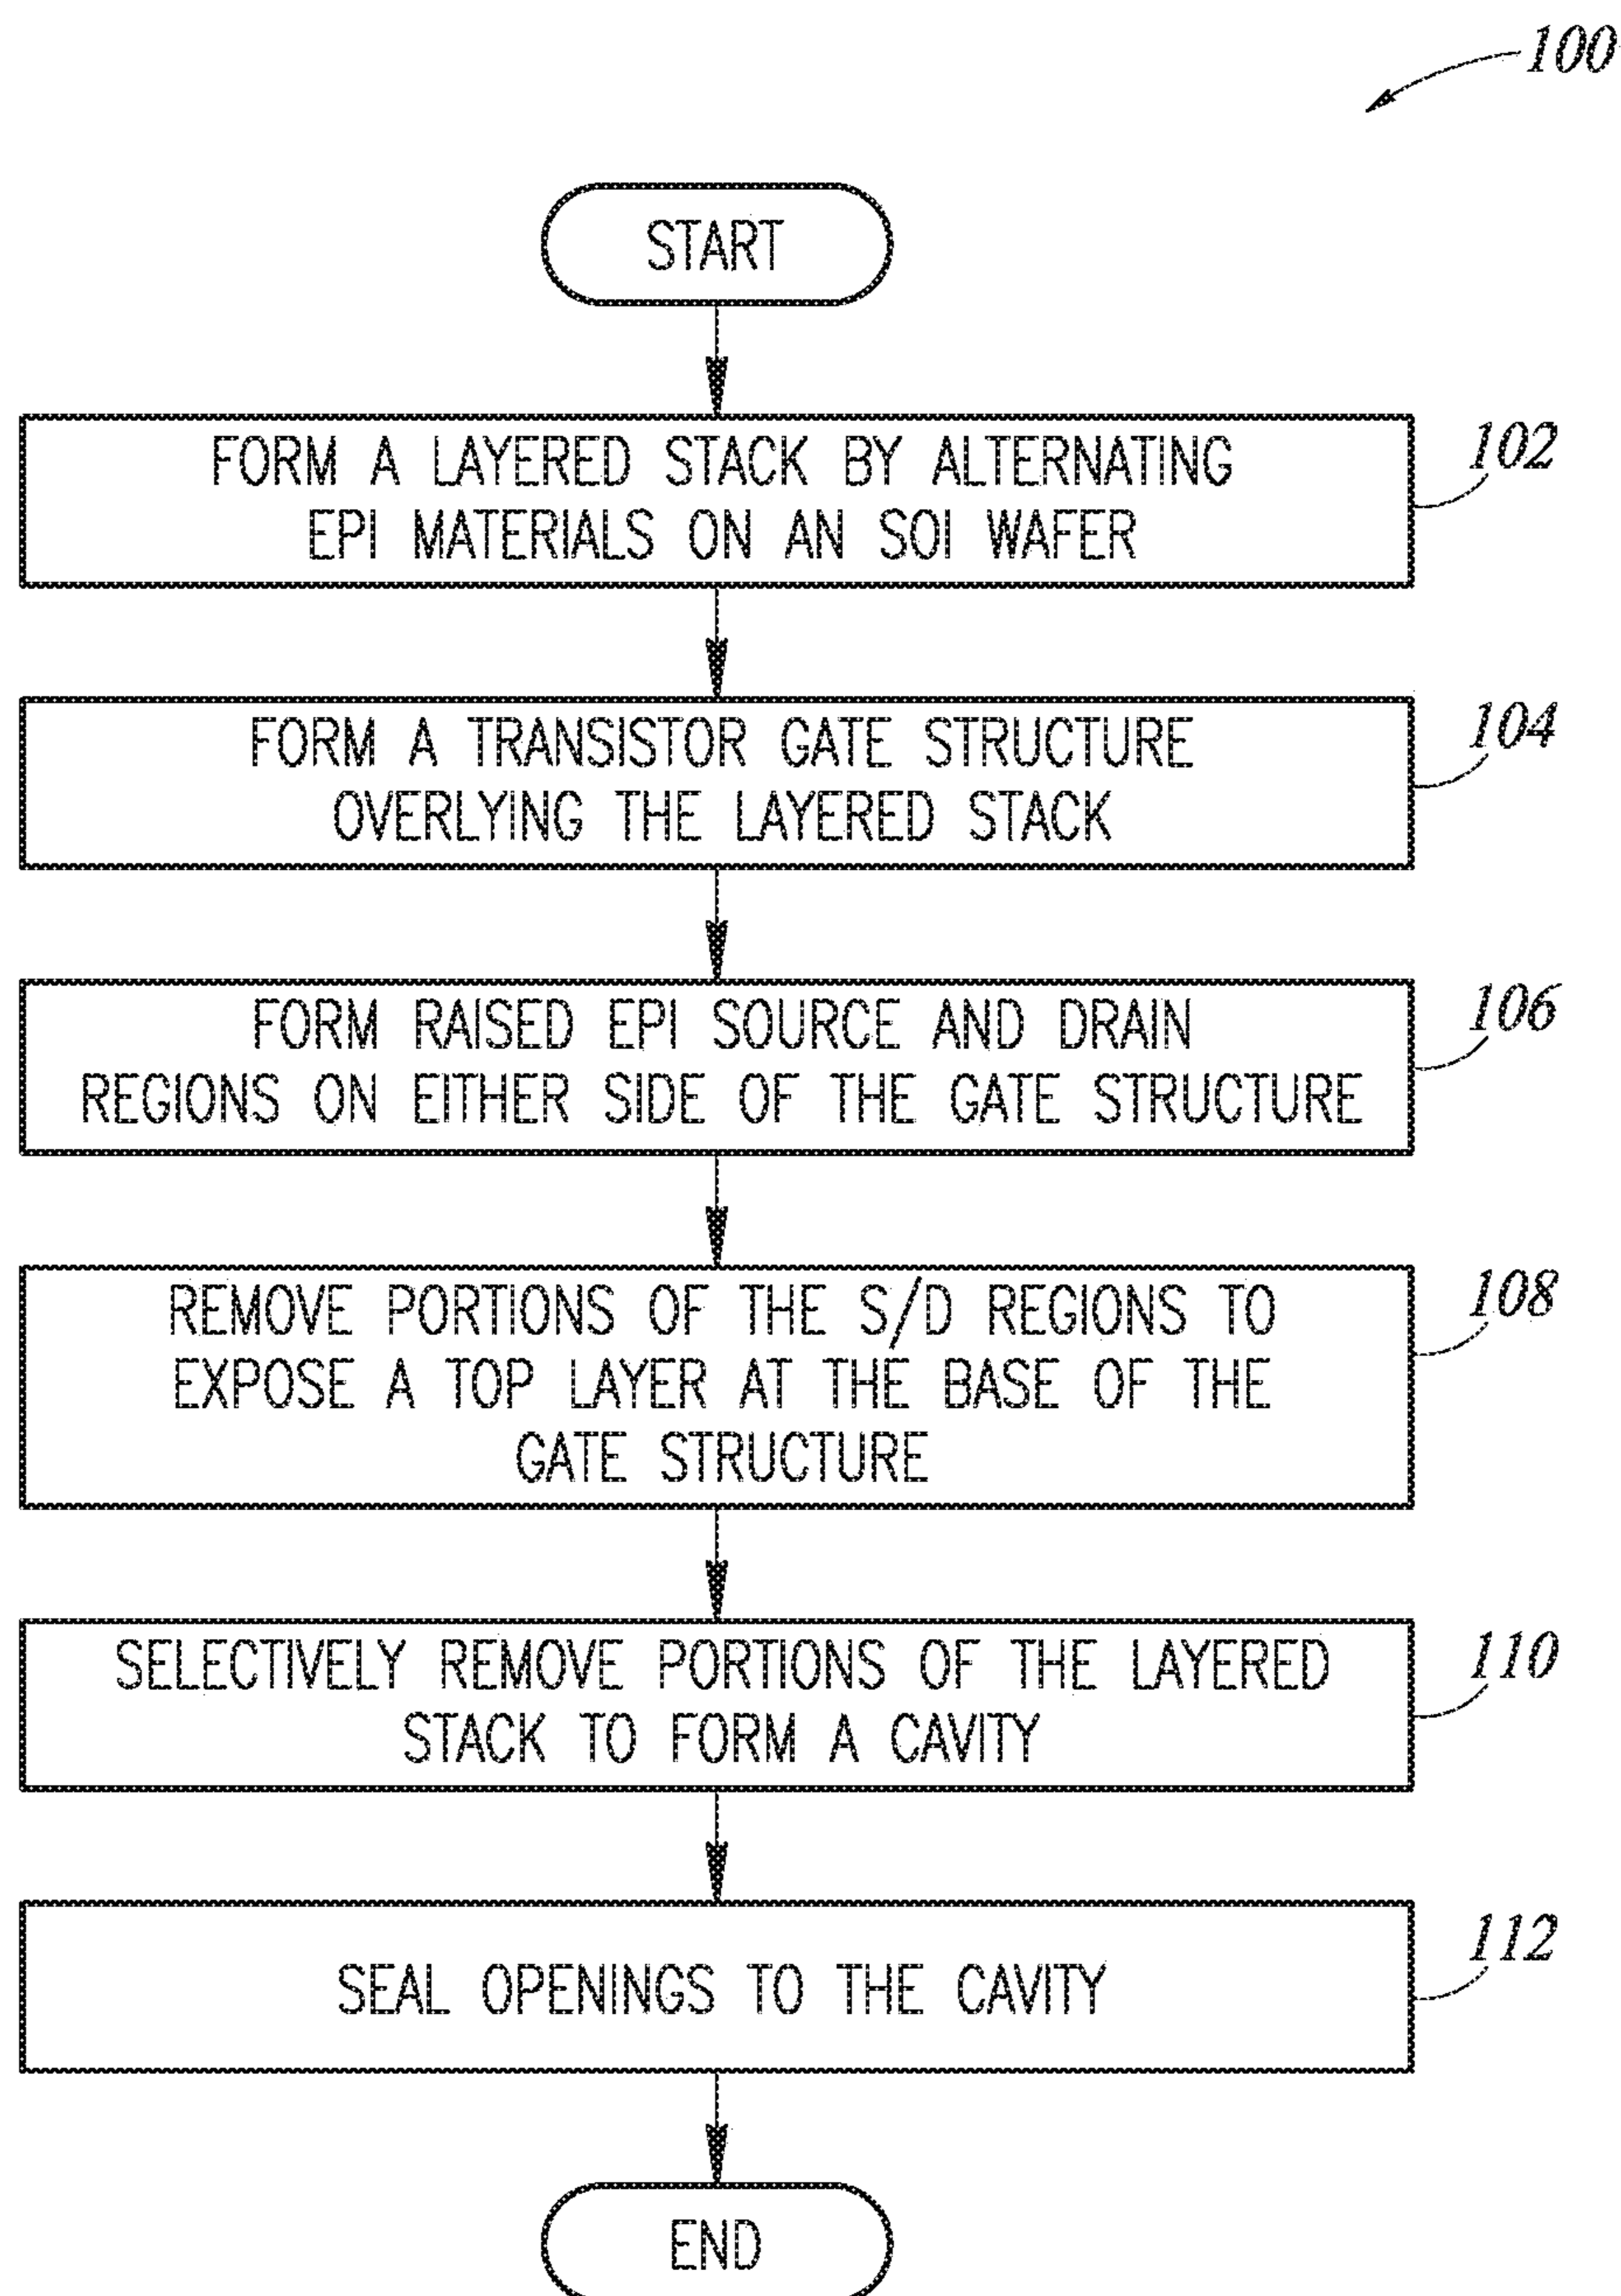 100
START
FORM A LAYERED STACK BY ALTERNATING
EPI MATERIALS ON AN SOI WAFER
102
FORM A TRANSISTOR GATE STRUCTURE
OVERLYING THE LAYERED STACK
104
FORM RAISED EPI SOURCE AND DRAIN
REGIONS ON EITHER SIDE OF THE GATE STRUCTURE
106
REMOVE PORTIONS OF THE S/D REGIONS TO
EXPOSE A TOP LAYER AT THE BASE OF THE
GATE STRUCTURE
108
SELECTIVELY REMOVE PORTIONS OF THE LAYERED
STACK TO FORM A CAVITY
110
SEAL OPENINGS TO THE CAVITY
112
END